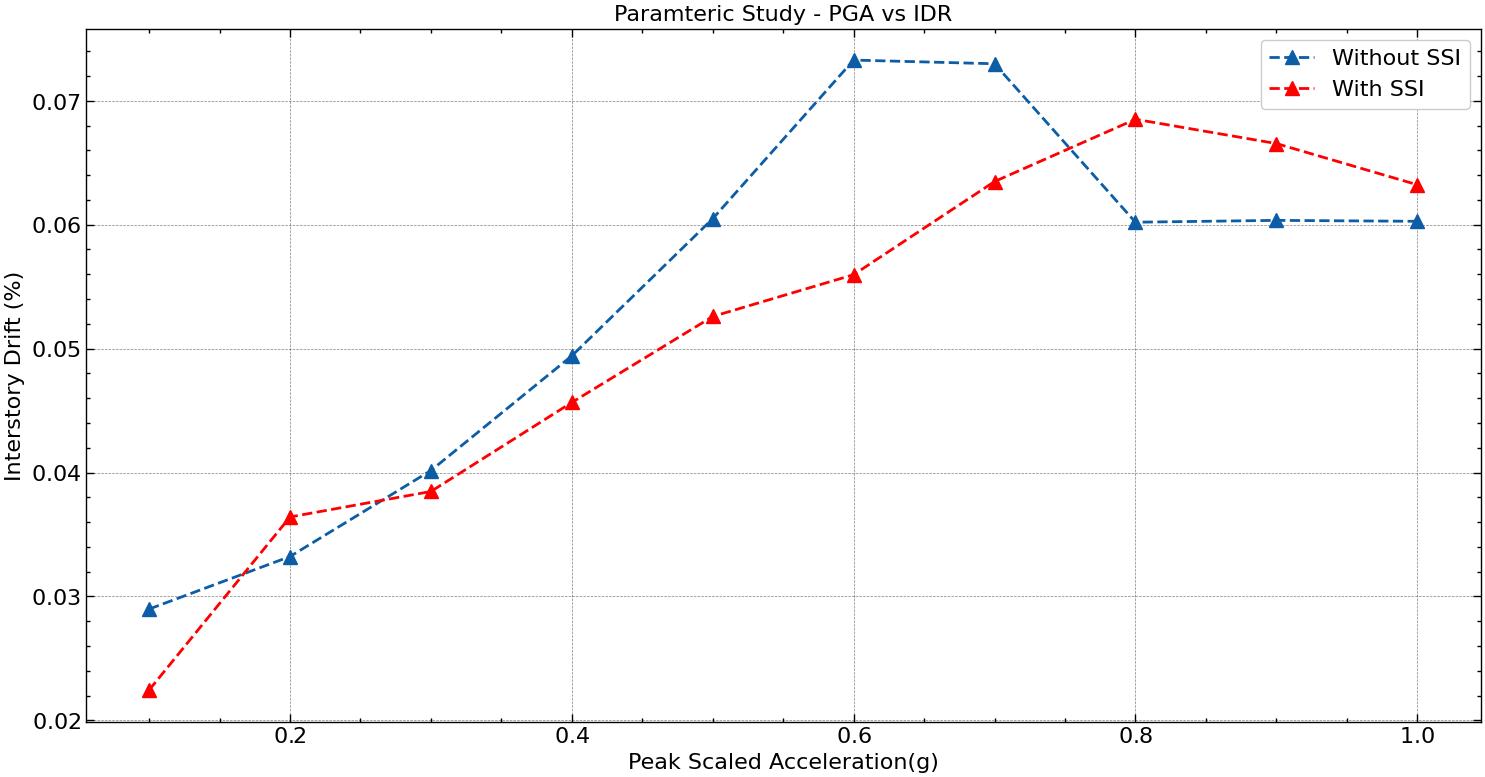 Paramteric Study - PGA vs IDR
Without SSI
With SSI
Interstory Drift (%)
0.07
0.06
0.05
0.04
0.03
0.02
0.2 0.4 0.6 0.8 1.0
Peak Scaled Acceleration(g)